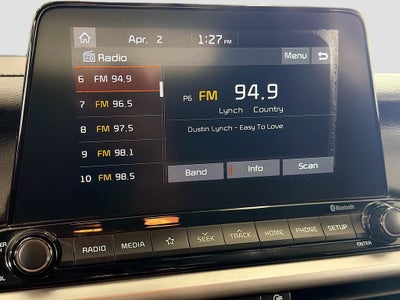 Apr. 2 1:27PM
Radio Menu
6 FM 94.9
7 FM 96.5
8 FM 97.5
9 FM 98.1
10 FM 98.5
P6 FM 94.9
Lynch Country
Dustin Lynch - Easy To Love
Band Info Scan
Bluetooth
RADIO MEDIA SEEK TRACK HOME PHONE SETUP
ENTER